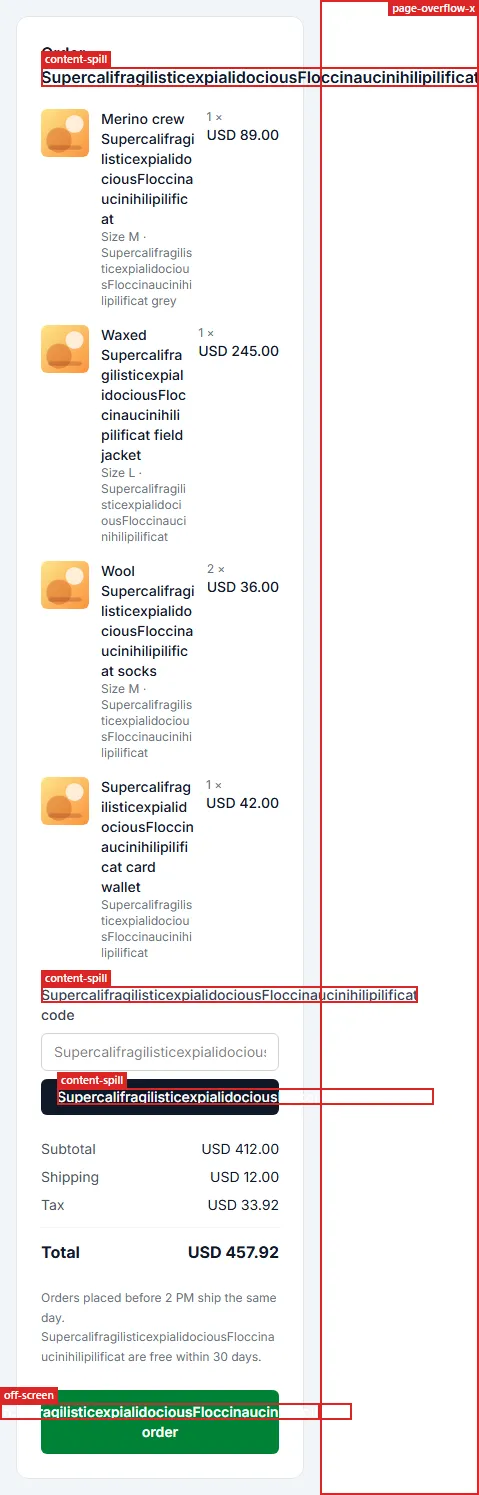 page-overflow-x
Order
content-spill
SupercalifragilisticexpialidociousFloccinaucinihilipilificat
Merino crew
Supercalifragi
listicexpialido
ciousFloccina
ucinihilipilific
at
Size M ·
Supercalifragilis
ticexpialidociou
sFloccinaucinihi
lipilificat grey
1 ×
USD 89.00
Waxed
Supercalifra
gilisticexpial
idociousFloc
cinaucinihili
pilificat field
jacket
Size L ·
Supercalifragili
sticexpialidoci
ousFloccinauci
nihilipilificat
1 ×
USD 245.00
Wool
Supercalifragi
listicexpialido
ciousFloccina
ucinihilipilific
at socks
Size M ·
Supercalifragilis
ticexpialidociou
sFloccinaucinihi
lipilificat
2 ×
USD 36.00
Supercalifrag
ilisticexpialid
ociousFloccin
aucinihilipilifi
cat card
wallet
Supercalifragilis
ticexpialidociou
sFloccinaucinihi
lipilificat
1 ×
USD 42.00
content-spill
SupercalifragilisticexpialidociousFloccinaucinihilipilificat
code
Supercalifragilisticexpialidocious
content-spill
Supercalifragilisticexpialidocious
Subtotal USD 412.00
Shipping USD 12.00
Tax USD 33.92
Total USD 457.92
Orders placed before 2 PM ship the same
day.
SupercalifragilisticexpialidociousFloccina
ucinihilipilificat are free within 30 days.
off-screen
ragilisticexpialidociousFloccinaucin
order